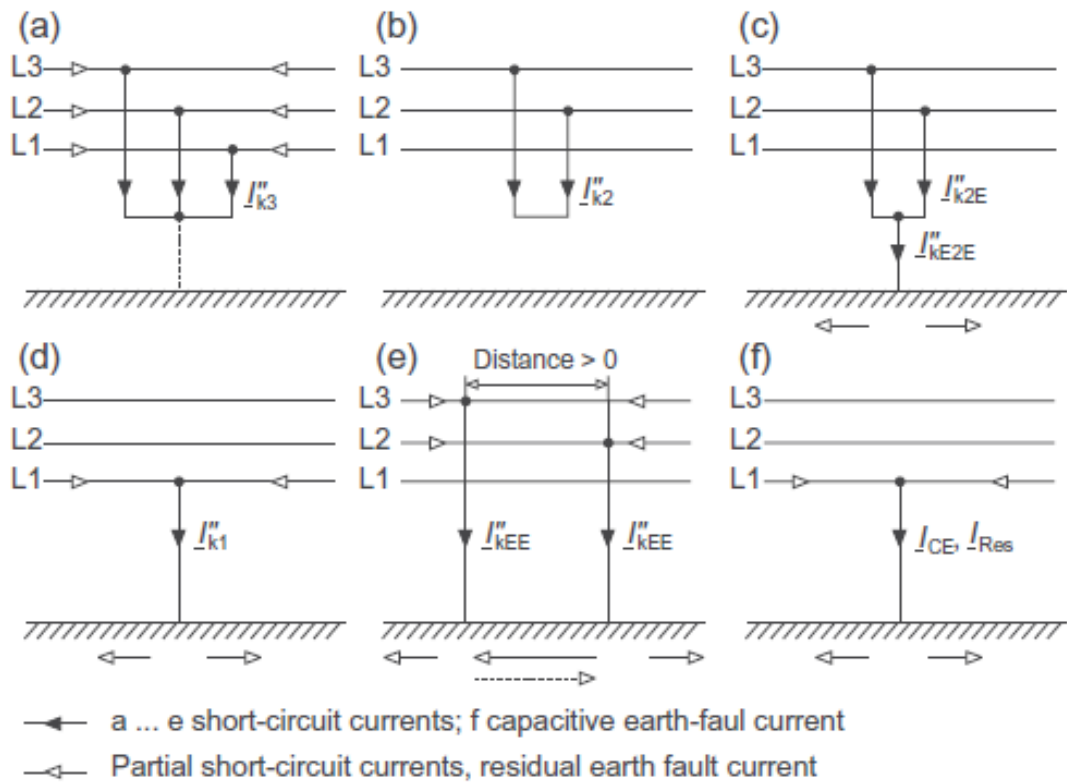 (a) (b) (c)
L3 L3 L3
L2 L2 L2
L1 L1 L1
I"k3 I"k2 I"k2E
I"kE2E
(d) (e) (f)
Distance > 0
L3 L3 L3
L2 L2 L2
L1 L1 L1
I"k1 I"kEE I"kEE ICE, IRes
a ... e short-circuit currents; f capacitive earth-faul current
Partial short-circuit currents, residual earth fault current